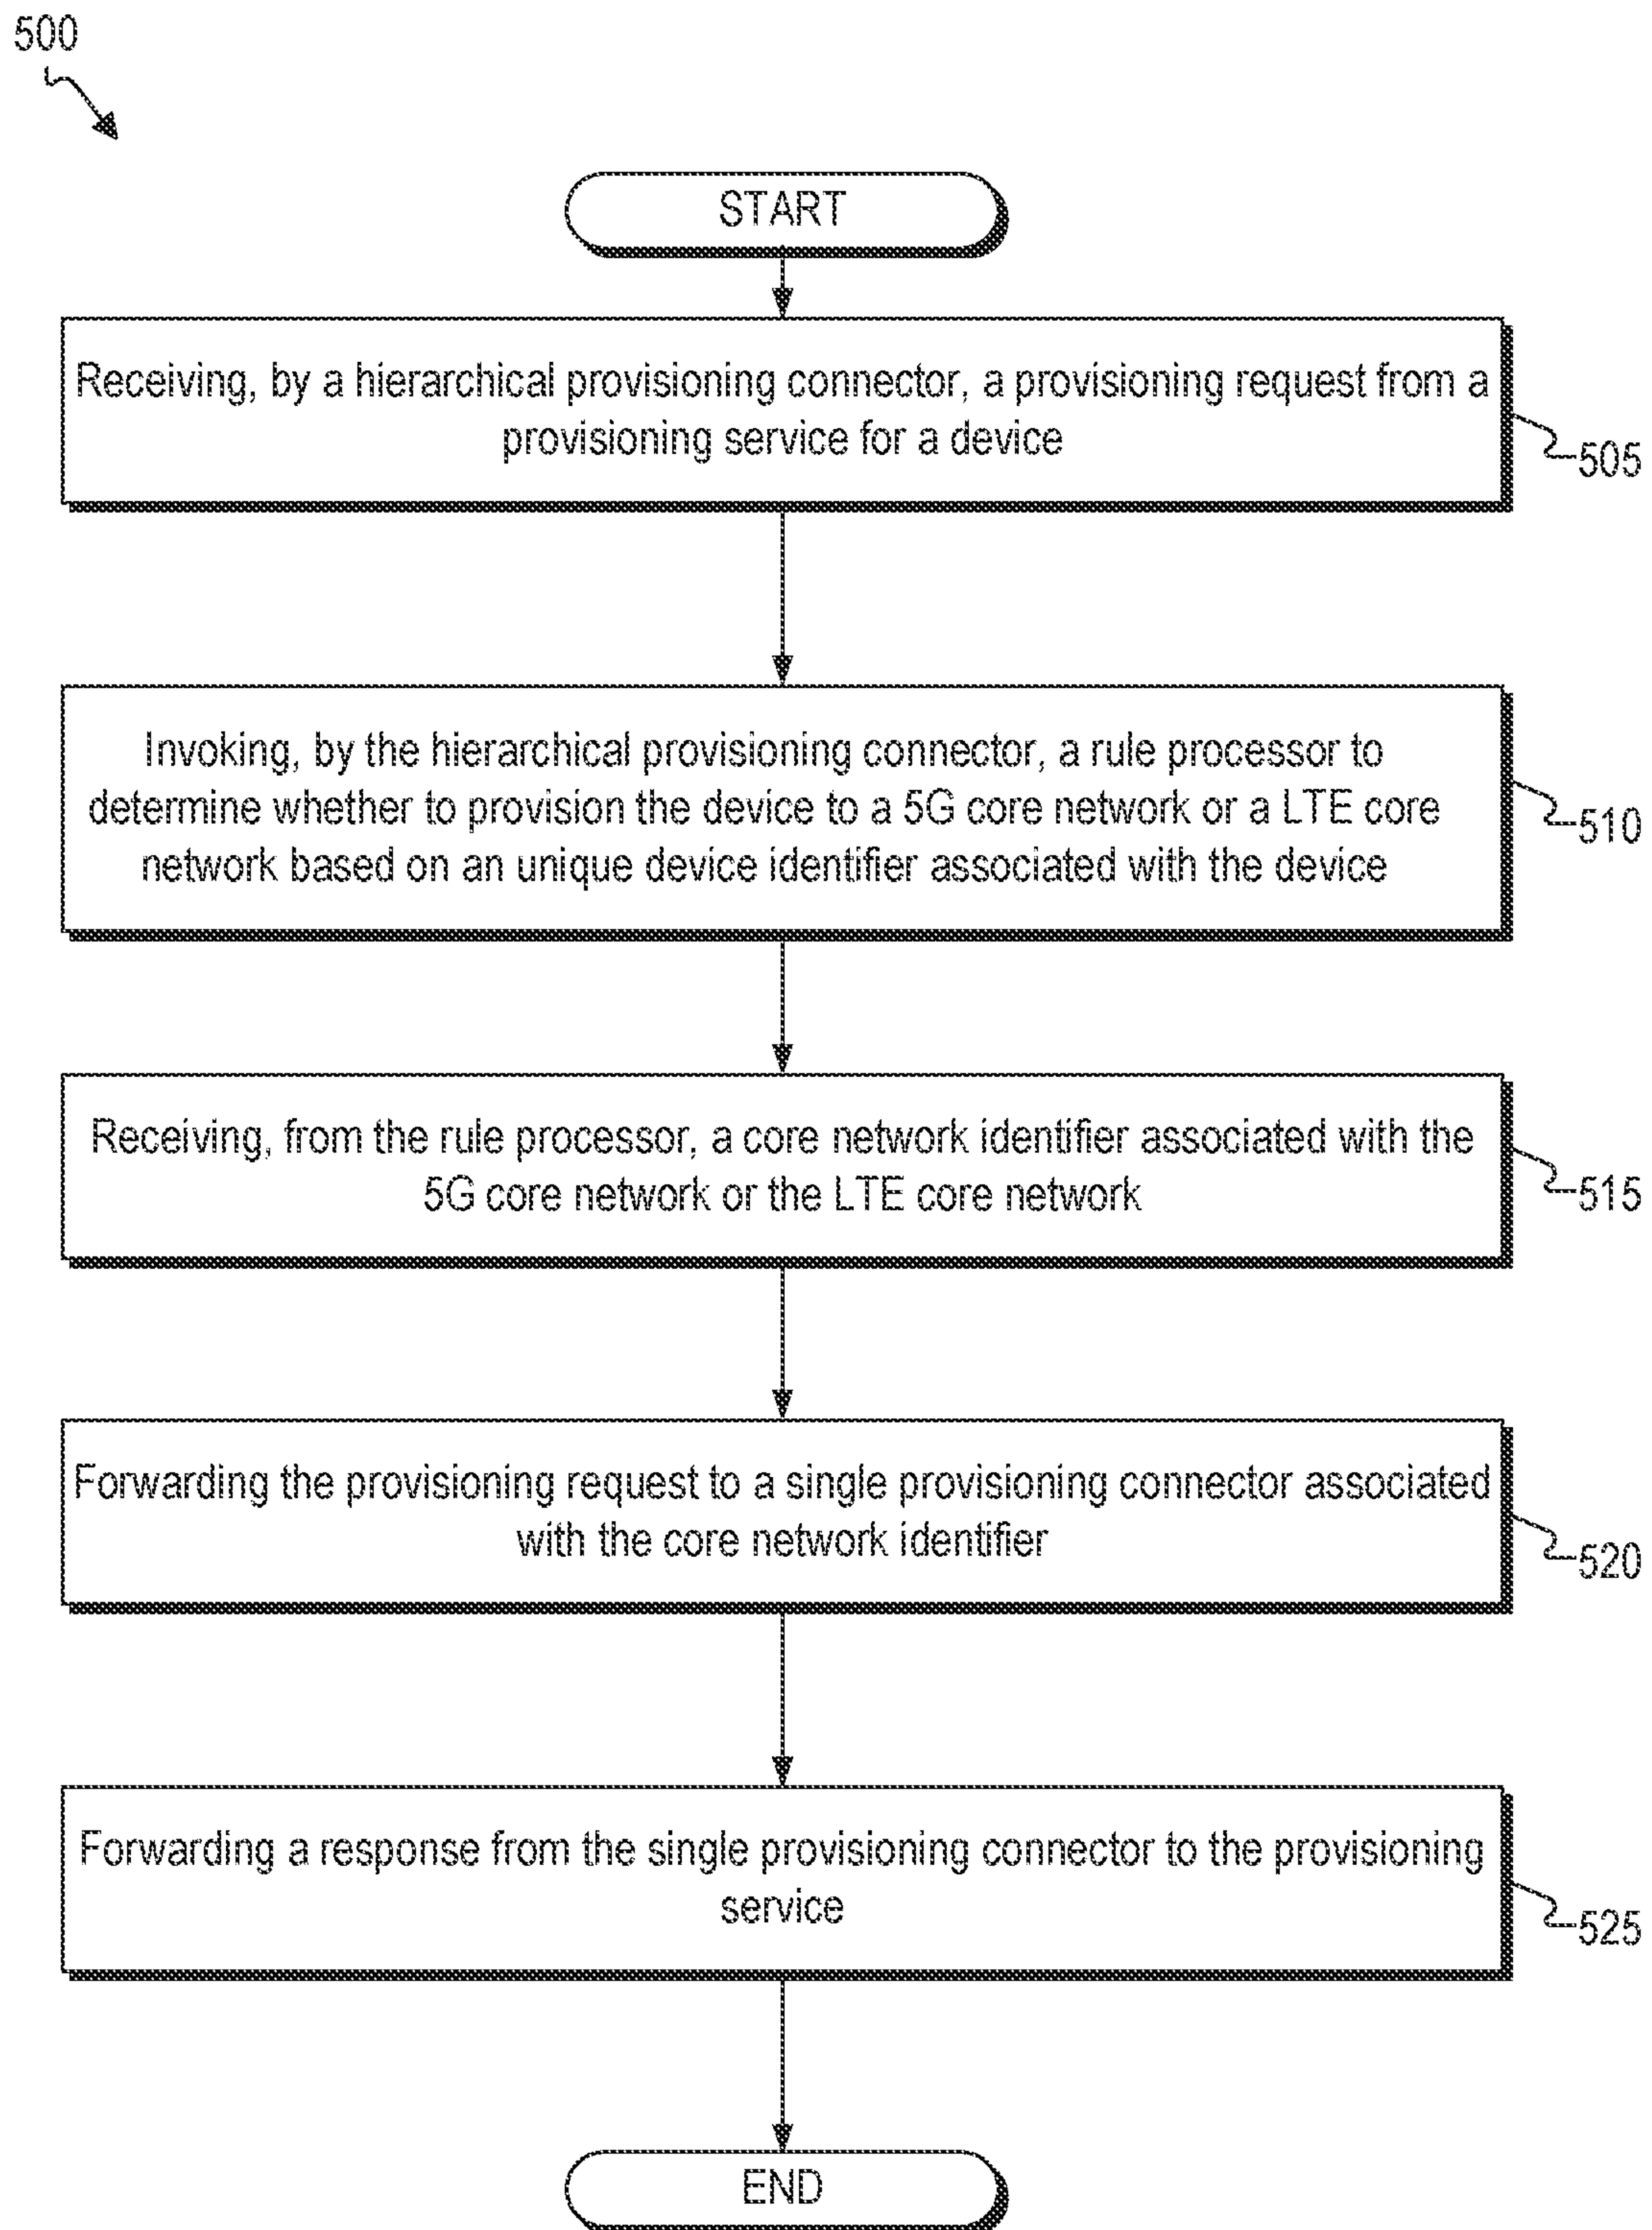 500
START
Receiving, by a hierarchical provisioning connector, a provisioning request from a
provisioning service for a device
505
Invoking, by the hierarchical provisioning connector, a rule processor to
determine whether to provision the device to a 5G core network or a LTE core
network based on an unique device identifier associated with the device
510
Receiving, from the rule processor, a core network identifier associated with the
5G core network or the LTE core network
515
Forwarding the provisioning request to a single provisioning connector associated
with the core network identifier
520
Forwarding a response from the single provisioning connector to the provisioning
service
525
END